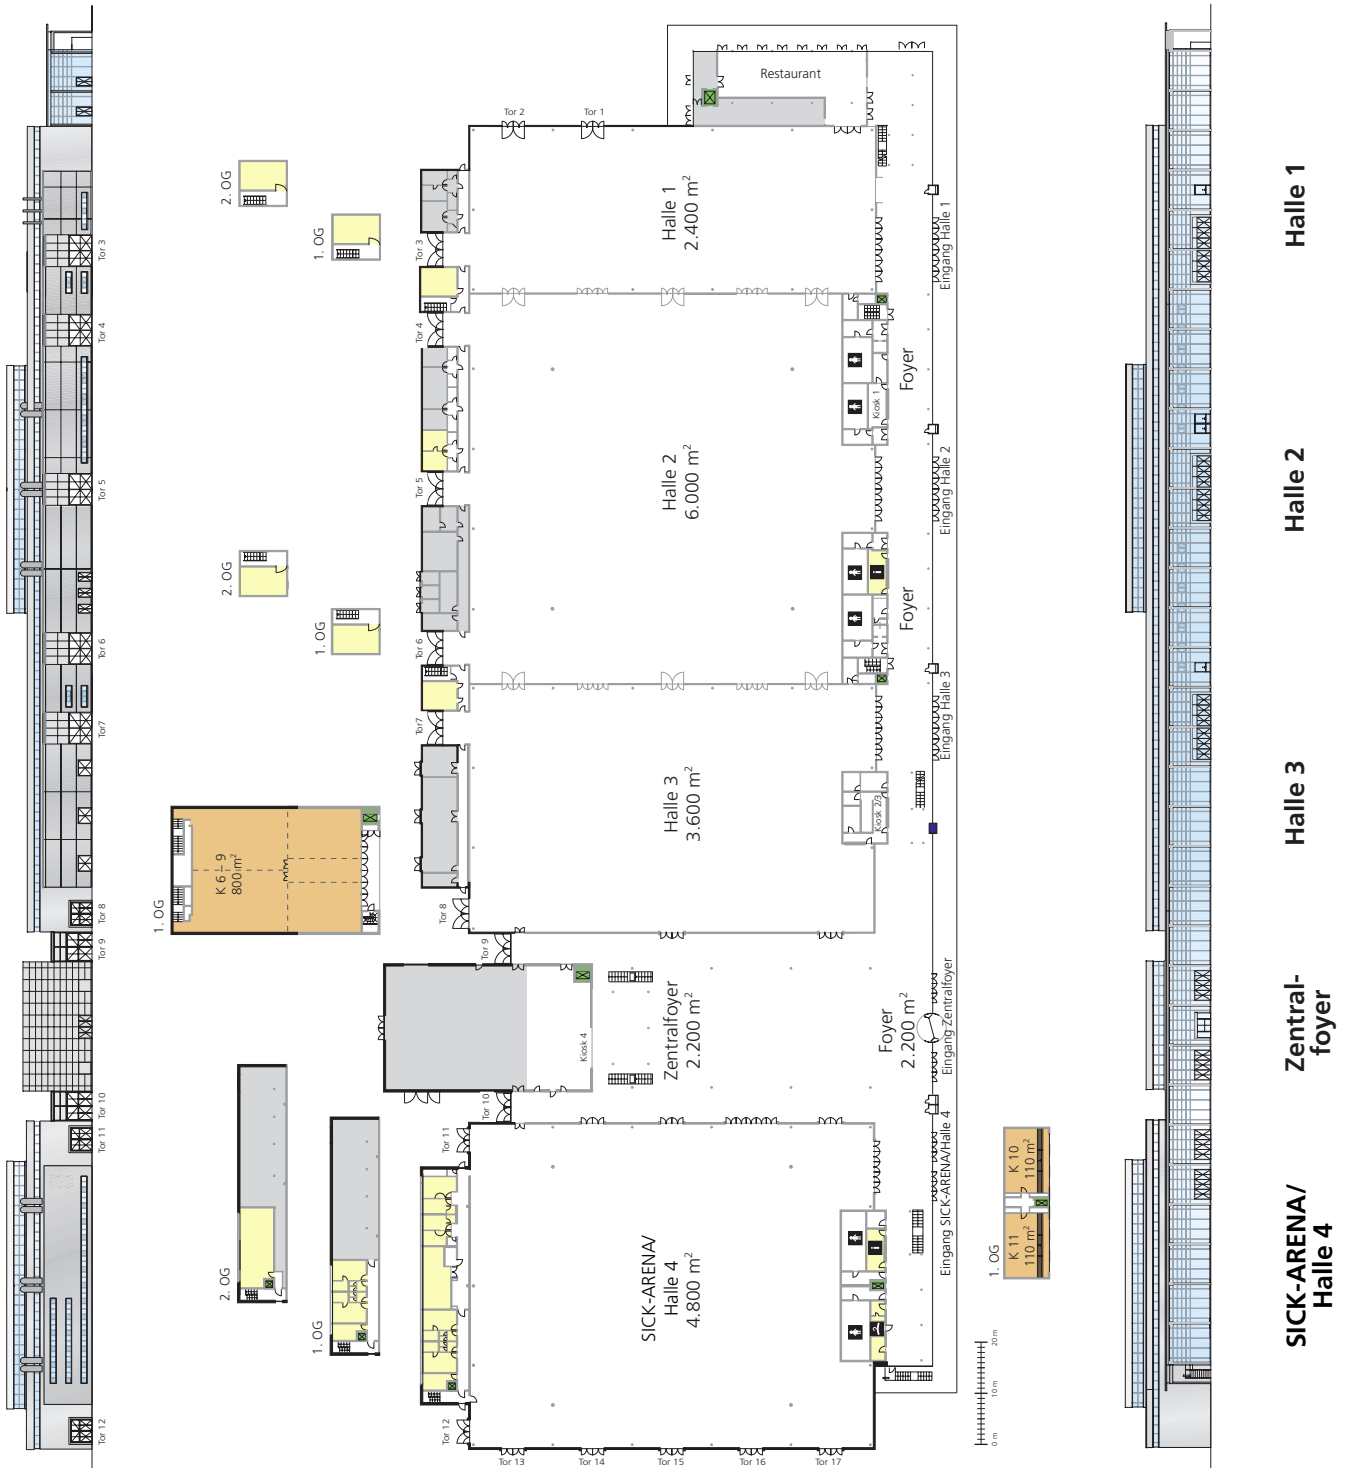 Restaurant
Tor 2
Tor 1
2. OG
1. OG
Halle 1
2.400 m²
Eingang Halle 1
Tor 3
Tor 3
Halle 1
Tor 4
Tor 4
Foyer
Kiosk 1
Halle 2
6.000 m²
Eingang Halle 2
Tor 5
Tor 5
Halle 2
2. OG
1. OG
Foyer
Tor 6
Tor 6
Eingang Halle 3
Tor7
Tor7
Halle 3
3.600 m²
Kiosk 2/3
Halle 3
1. OG
K 6 – 9
800 m²
Tor 8
Tor 8
Tor 9
Tor 9
Kiosk 4
Zentralfoyer
2.200 m²
Foyer
2.200 m²
Eingang Zentralfoyer
Zentral-
foyer
Tor 10
Tor 10
Tor 11
Tor 11
2. OG
1. OG
SICK-ARENA/
Halle 4
4.800 m²
Eingang SICK-ARENA/Halle 4
1. OG
K 10
110 m²
K 11
110 m²
SICK-ARENA/
Halle 4
Tor 12
Tor 12
Tor 13
Tor 14
Tor 15
Tor 16
Tor 17
0 m
10 m
20 m